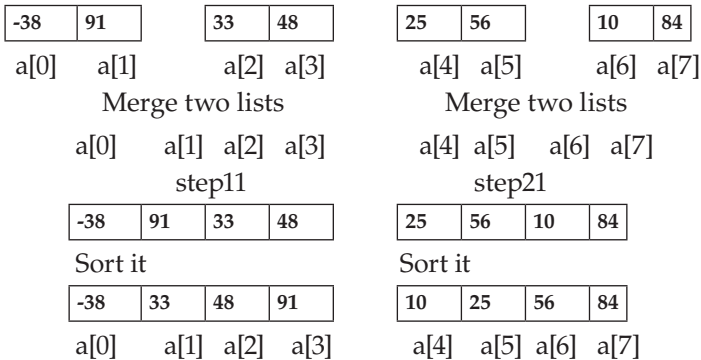 -38 91 33 48 25 56 10 84
a[0] a[1] a[2] a[3] a[4] a[5] a[6] a[7]
Merge two lists Merge two lists
a[0] a[1] a[2] a[3] a[4] a[5] a[6] a[7]
step11 step21
-38 91 33 48 25 56 10 84
Sort it Sort it
-38 33 48 91 10 25 56 84
a[0] a[1] a[2] a[3] a[4] a[5] a[6] a[7]